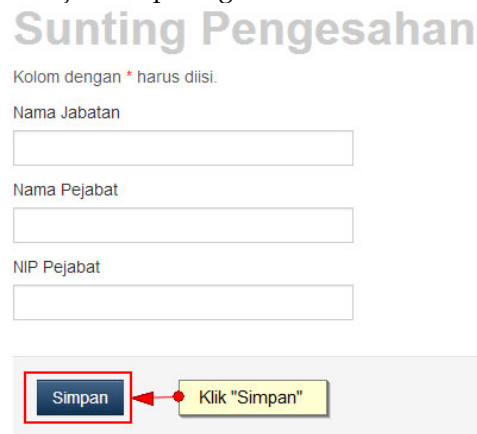 Sunting Pengesahan
Kolom dengan * harus diisi.
Nama Jabatan
Nama Pejabat
NIP Pejabat
Simpan
Klik "Simpan"